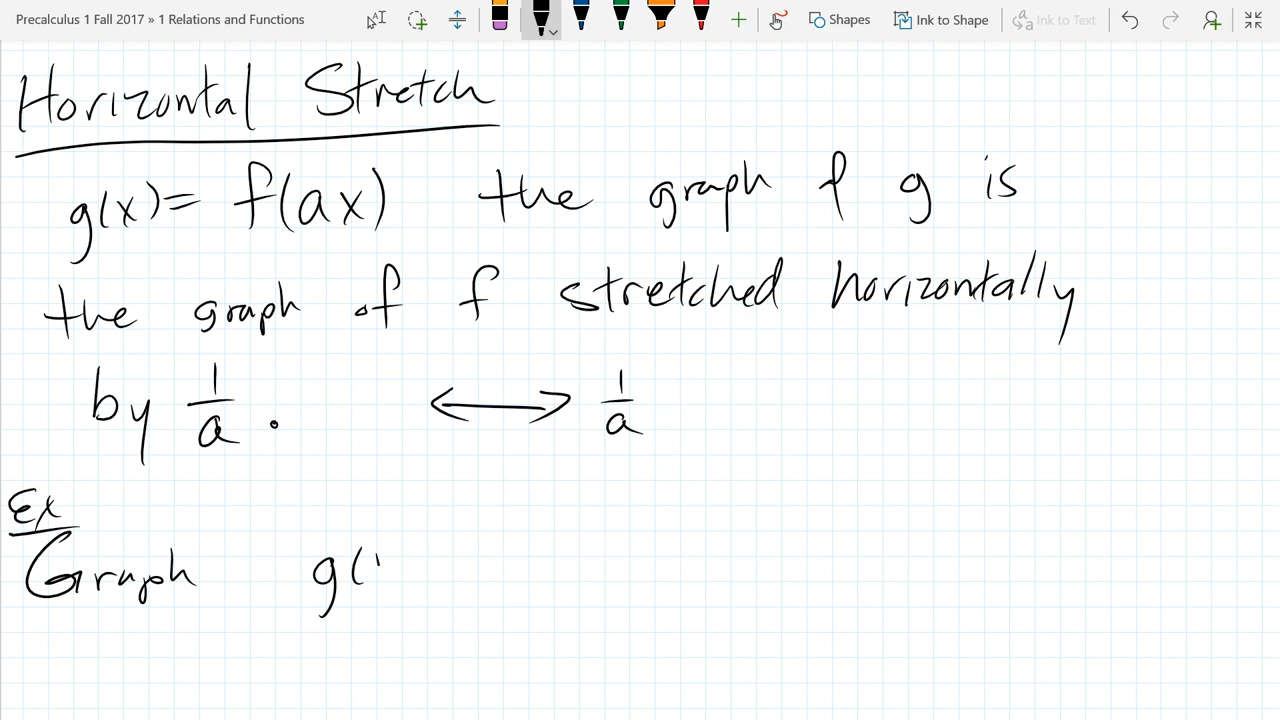 Precalculus 1 Fall 2017 » 1 Relations and Functions
Shapes
Ink to Shape
Ink to Text
Horizontal Stretch
g(x) = f(ax) the graph of g is
the graph of f stretched horizontally
by 1/a. ⟷ 1/a
Ex
Graph g(